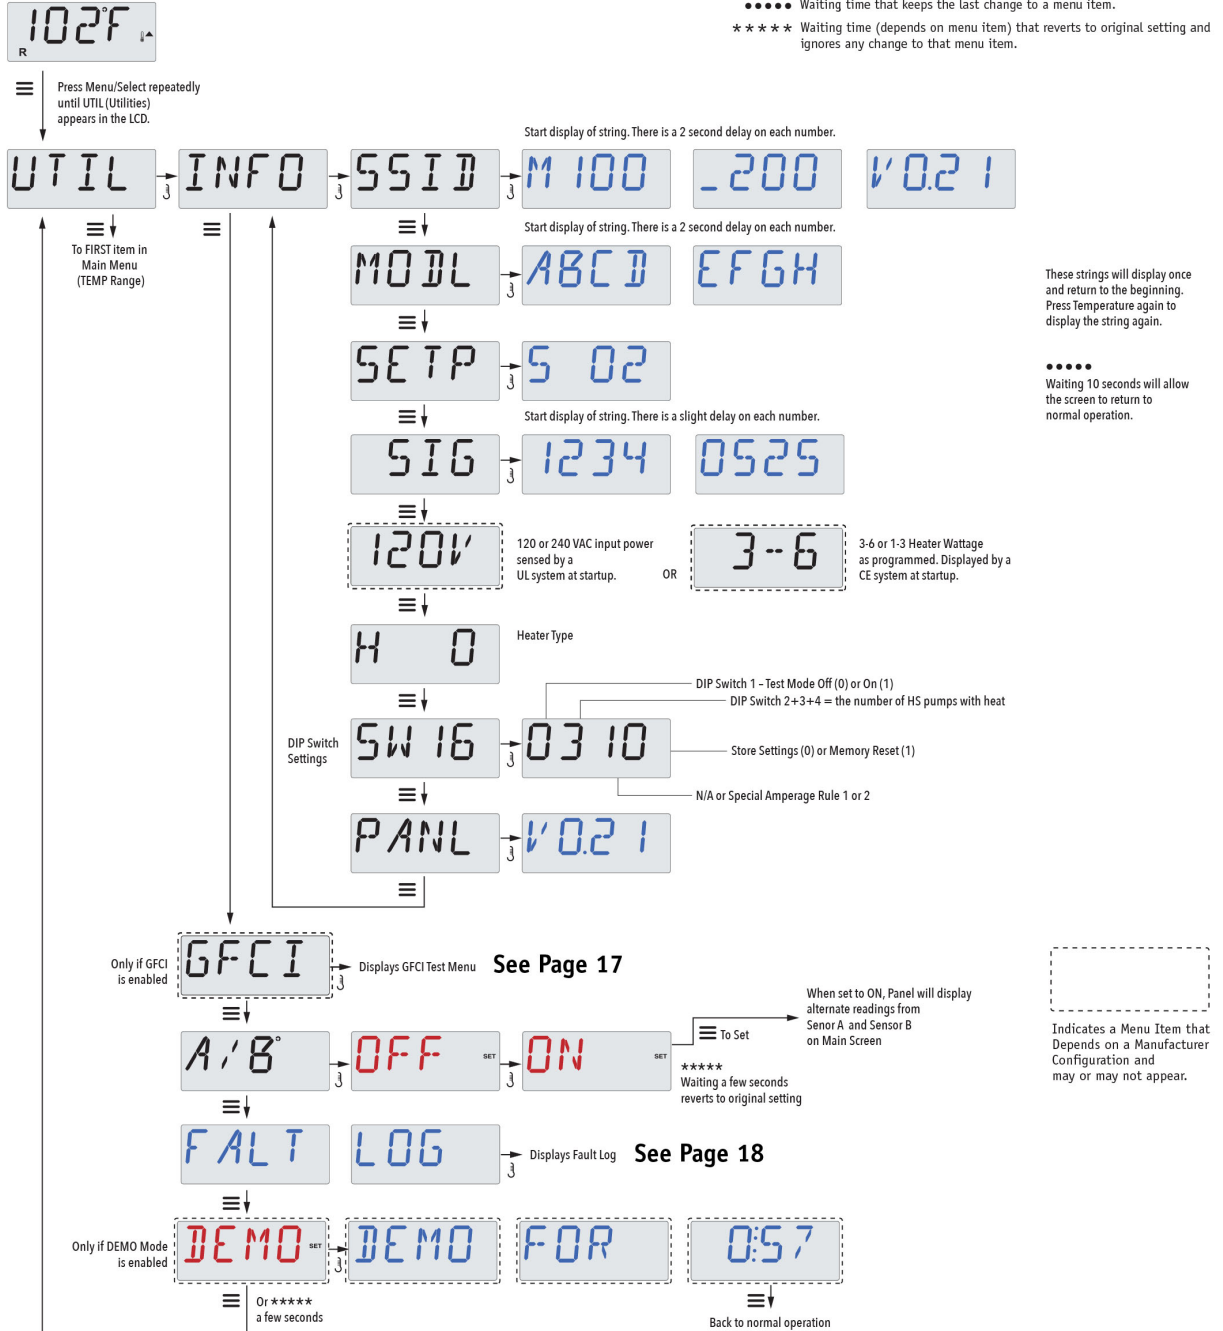 ●●●●● Waiting time that keeps the last change to a menu item.
***** Waiting time (depends on menu item) that reverts to original setting and
ignores any change to that menu item.
102°F
R
Press Menu/Select repeatedly
until UTIL (Utilities)
appears in the LCD.
Start display of string. There is a 2 second delay on each number.
UTIL INFO SSID M100 _200 V0.21
To FIRST item in
Main Menu
(TEMP Range)
Start display of string. There is a 2 second delay on each number.
MODL ABCD EFGH
These strings will display once
and return to the beginning.
Press Temperature again to
display the string again.
●●●●●
Waiting 10 seconds will allow
the screen to return to
normal operation.
SETP S 02
Start display of string. There is a slight delay on each number.
SIG 1234 0525
120V
120 or 240 VAC input power
sensed by a
UL system at startup.
OR
3--6
3-6 or 1-3 Heater Wattage
as programmed. Displayed by a
CE system at startup.
H 0
Heater Type
DIP Switch 1 – Test Mode Off (0) or On (1)
DIP Switch 2+3+4 = the number of HS pumps with heat
DIP Switch
Settings
SW16 0310
Store Settings (0) or Memory Reset (1)
N/A or Special Amperage Rule 1 or 2
PANL V0.21
Only if GFCI
is enabled
GFCI
Displays GFCI Test Menu See Page 17
A/B°
OFF SET
ON SET
To Set
When set to ON, Panel will display
alternate readings from
Senor A and Sensor B
on Main Screen
*****
Waiting a few seconds
reverts to original setting
Indicates a Menu Item that
Depends on a Manufacturer
Configuration and
may or may not appear.
FALT LOG
Displays Fault Log See Page 18
Only if DEMO Mode
is enabled
DEMO SET
DEMO FOR 0:57
Or *****
a few seconds
Back to normal operation